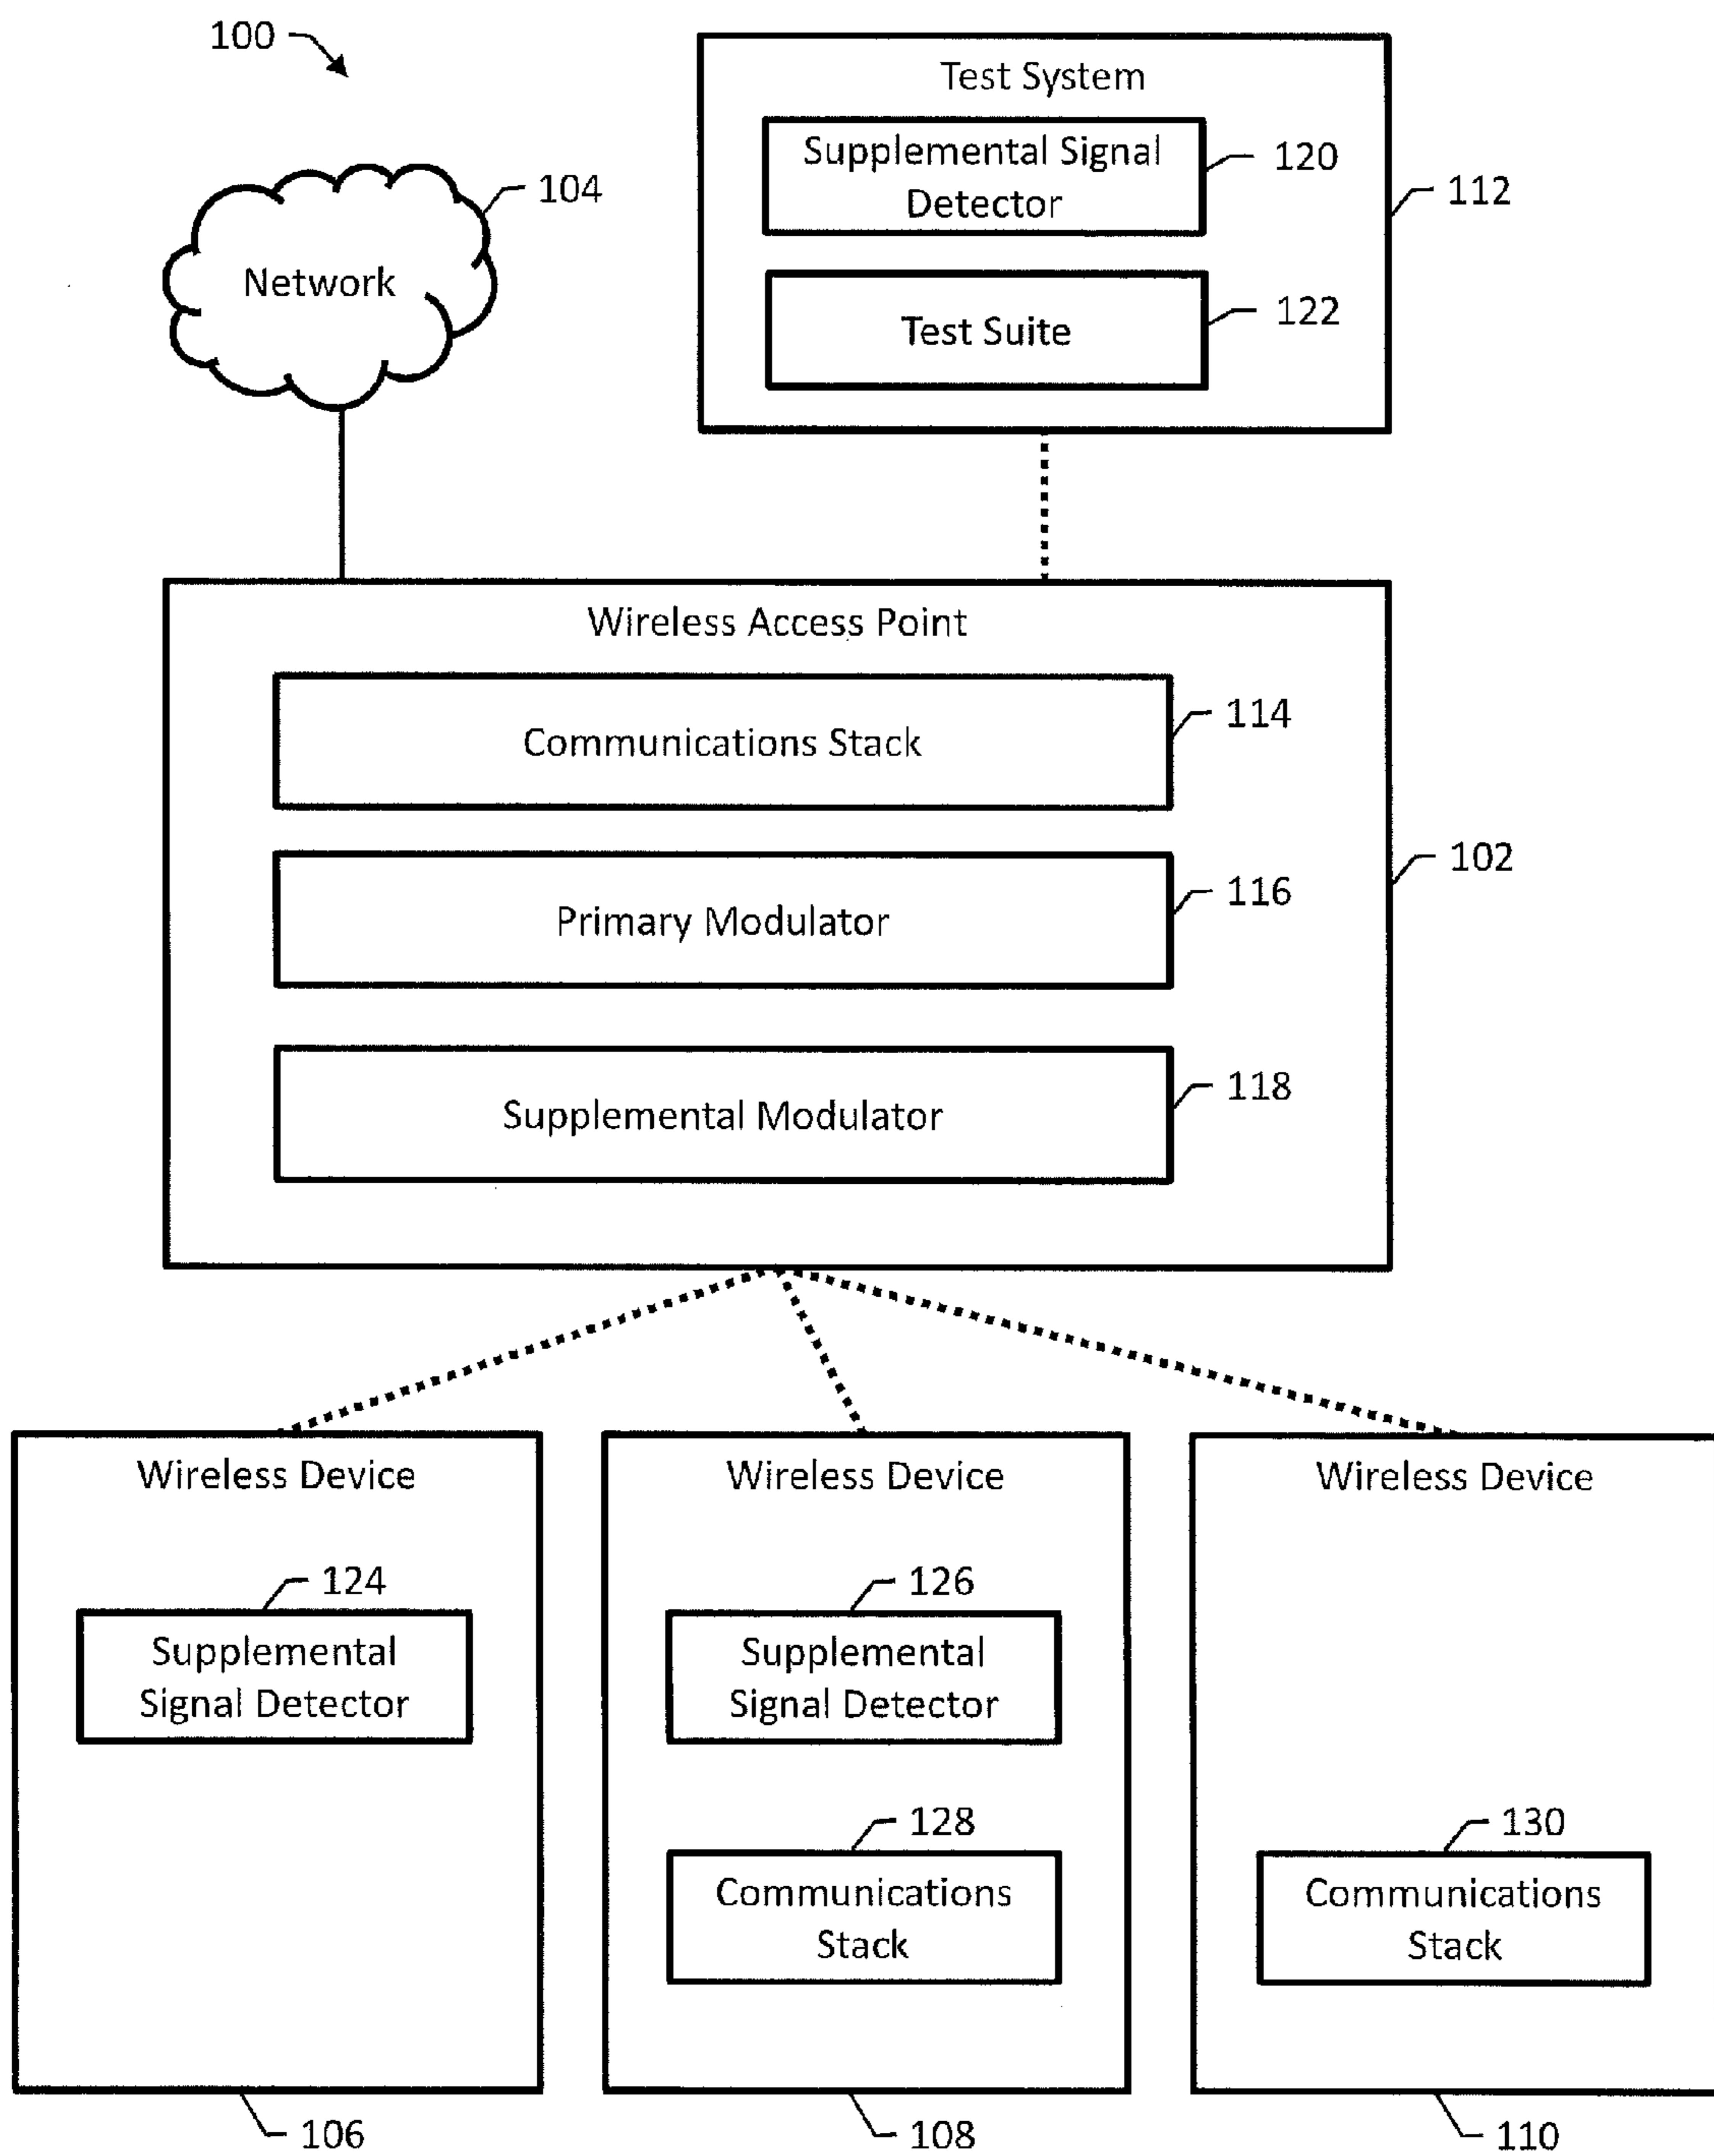 100
Test System
Supplemental Signal
Detector
120
112
104
Network
Test Suite
122
Wireless Access Point
Communications Stack
114
102
Primary Modulator
116
Supplemental Modulator
118
Wireless Device
Wireless Device
Wireless Device
124
126
Supplemental
Signal Detector
Supplemental
Signal Detector
128
130
Communications
Stack
Communications
Stack
106
108
110